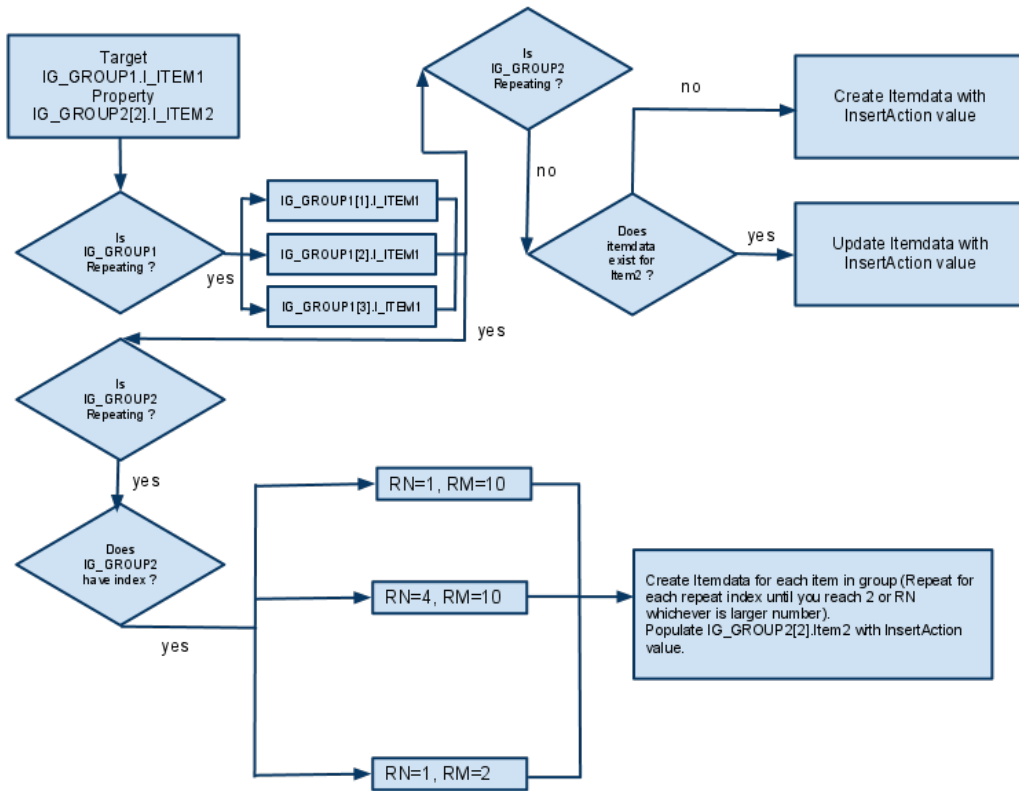 Target
IG_GROUP1.I_ITEM1
Property
IG_GROUP2[2].I_ITEM2
Is
IG_GROUP2
Repeating ?
no
Create Itemdata with
InsertAction value
no
Is
IG_GROUP1
Repeating ?
yes
IG_GROUP1[1].I_ITEM1
IG_GROUP1[2].I_ITEM1
IG_GROUP1[3].I_ITEM1
Does
itemdata
exist for
Item2 ?
yes
Update Itemdata with
InsertAction value
yes
Is
IG_GROUP2
Repeating ?
yes
Does
IG_GROUP2
have index ?
yes
RN=1, RM=10
RN=4, RM=10
RN=1, RM=2
Create Itemdata for each item in group (Repeat for
each repeat index until you reach 2 or RN
whichever is larger number).
Populate IG_GROUP2[2].Item2 with InsertAction
value.